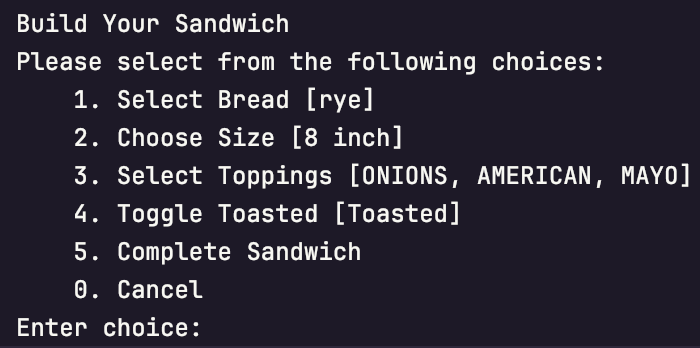 Build Your Sandwich
Please select from the following choices:
    1. Select Bread [rye]
    2. Choose Size [8 inch]
    3. Select Toppings [ONIONS, AMERICAN, MAYO]
    4. Toggle Toasted [Toasted]
    5. Complete Sandwich
    0. Cancel
Enter choice: